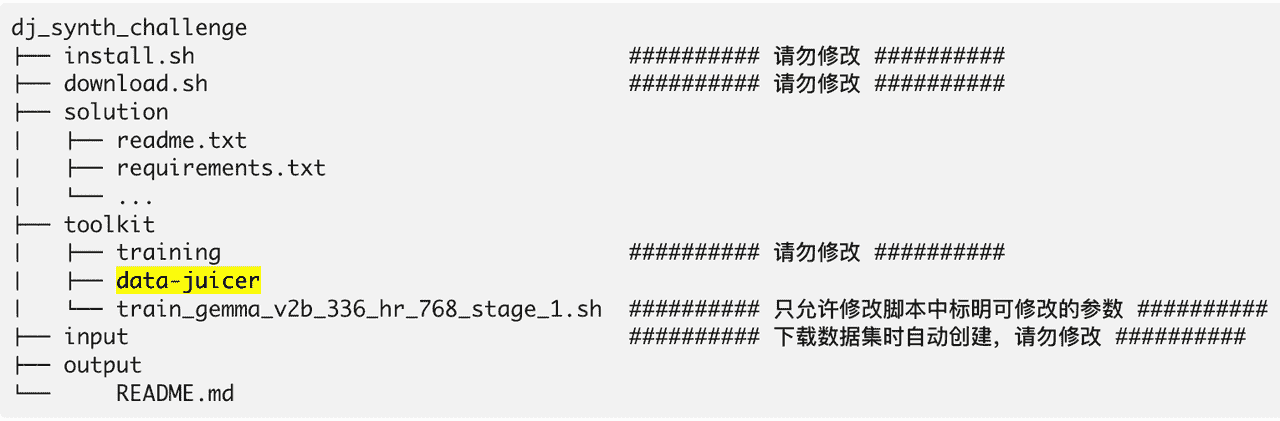 dj_synth_challenge
├── install.sh                                 ########## 请勿修改 ##########
├── download.sh                                ########## 请勿修改 ##########
├── solution
│   ├── readme.txt
│   ├── requirements.txt
│   └── ...
├── toolkit
│   ├── training                               ########## 请勿修改 ##########
│   ├── data-juicer
│   └── train_gemma_v2b_336_hr_768_stage_1.sh  ########## 只允许修改脚本中标明可修改的参数 ##########
├── input                                      ########## 下载数据集时自动创建，请勿修改 ##########
├── output
└──     README.md